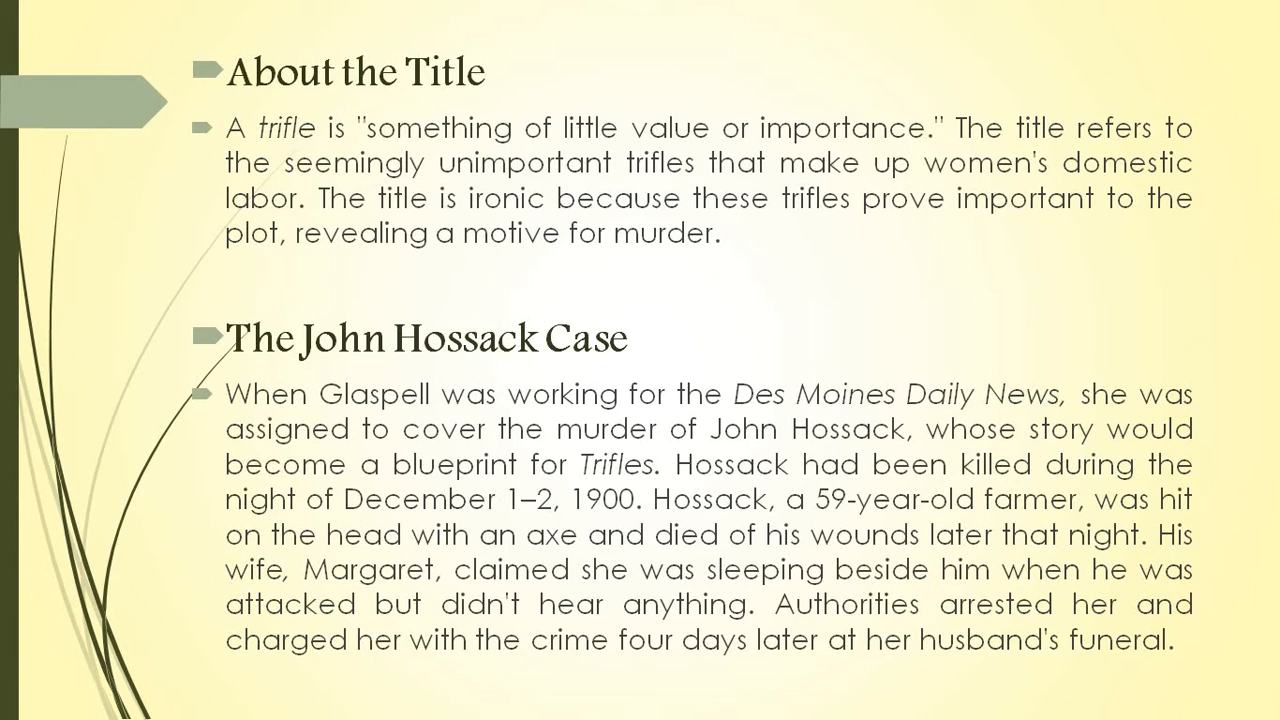 About the Title
A trifle is "something of little value or importance." The title refers to
the seemingly unimportant trifles that make up women's domestic
labor. The title is ironic because these trifles prove important to the
plot, revealing a motive for murder.
The John Hossack Case
When Glaspell was working for the Des Moines Daily News, she was
assigned to cover the murder of John Hossack, whose story would
become a blueprint for Trifles. Hossack had been killed during the
night of December 1–2, 1900. Hossack, a 59-year-old farmer, was hit
on the head with an axe and died of his wounds later that night. His
wife, Margaret, claimed she was sleeping beside him when he was
attacked but didn't hear anything. Authorities arrested her and
charged her with the crime four days later at her husband's funeral.